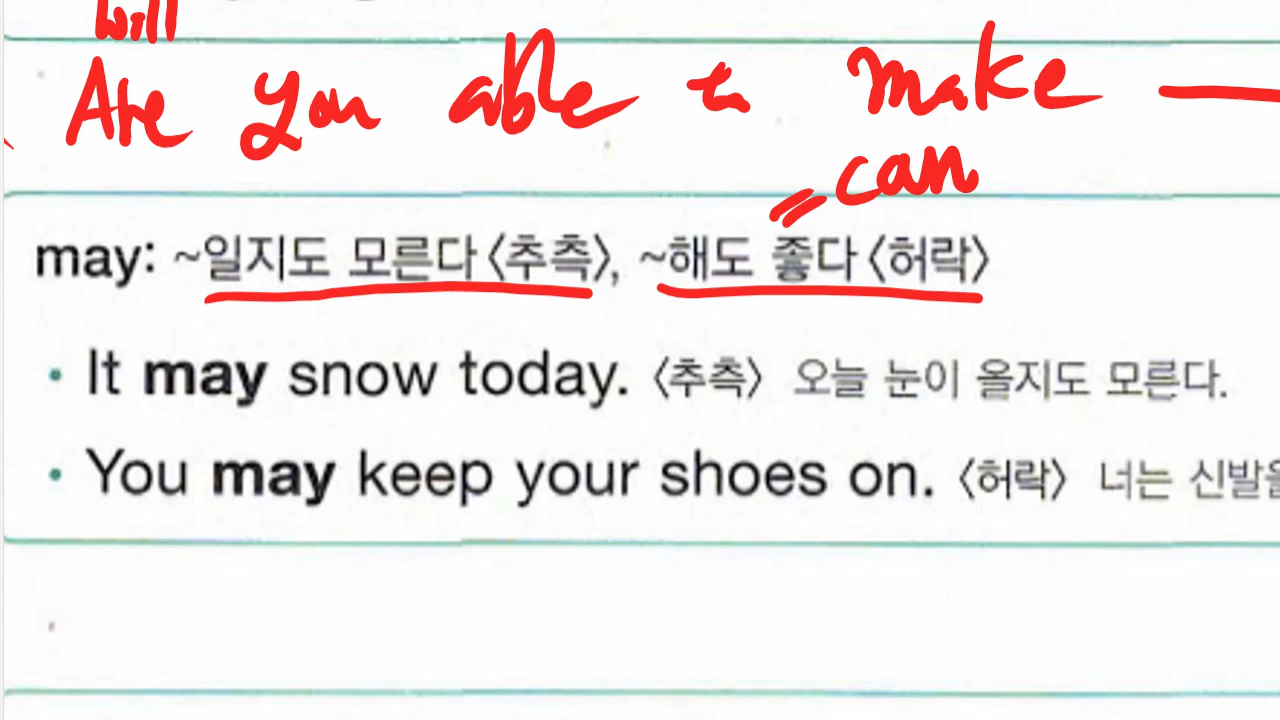 will
Are you able to make
= can
may: ~일지도 모른다〈추측〉, ~해도 좋다〈허락〉
• It may snow today. 〈추측〉 오늘 눈이 올지도 모른다.
• You may keep your shoes on. 〈허락〉 너는 신발을